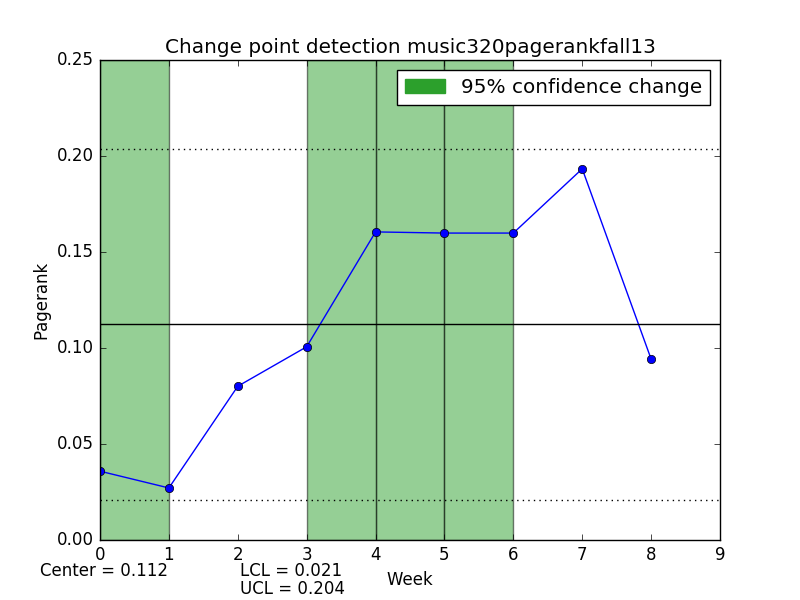 Change point detection music320pagerankfall13
95% confidence change
0.25
0.20
0.15
0.10
0.05
0.00
Pagerank
0 1 2 3 4 5 6 7 8 9
Center = 0.112
LCL = 0.021
Week
UCL = 0.204